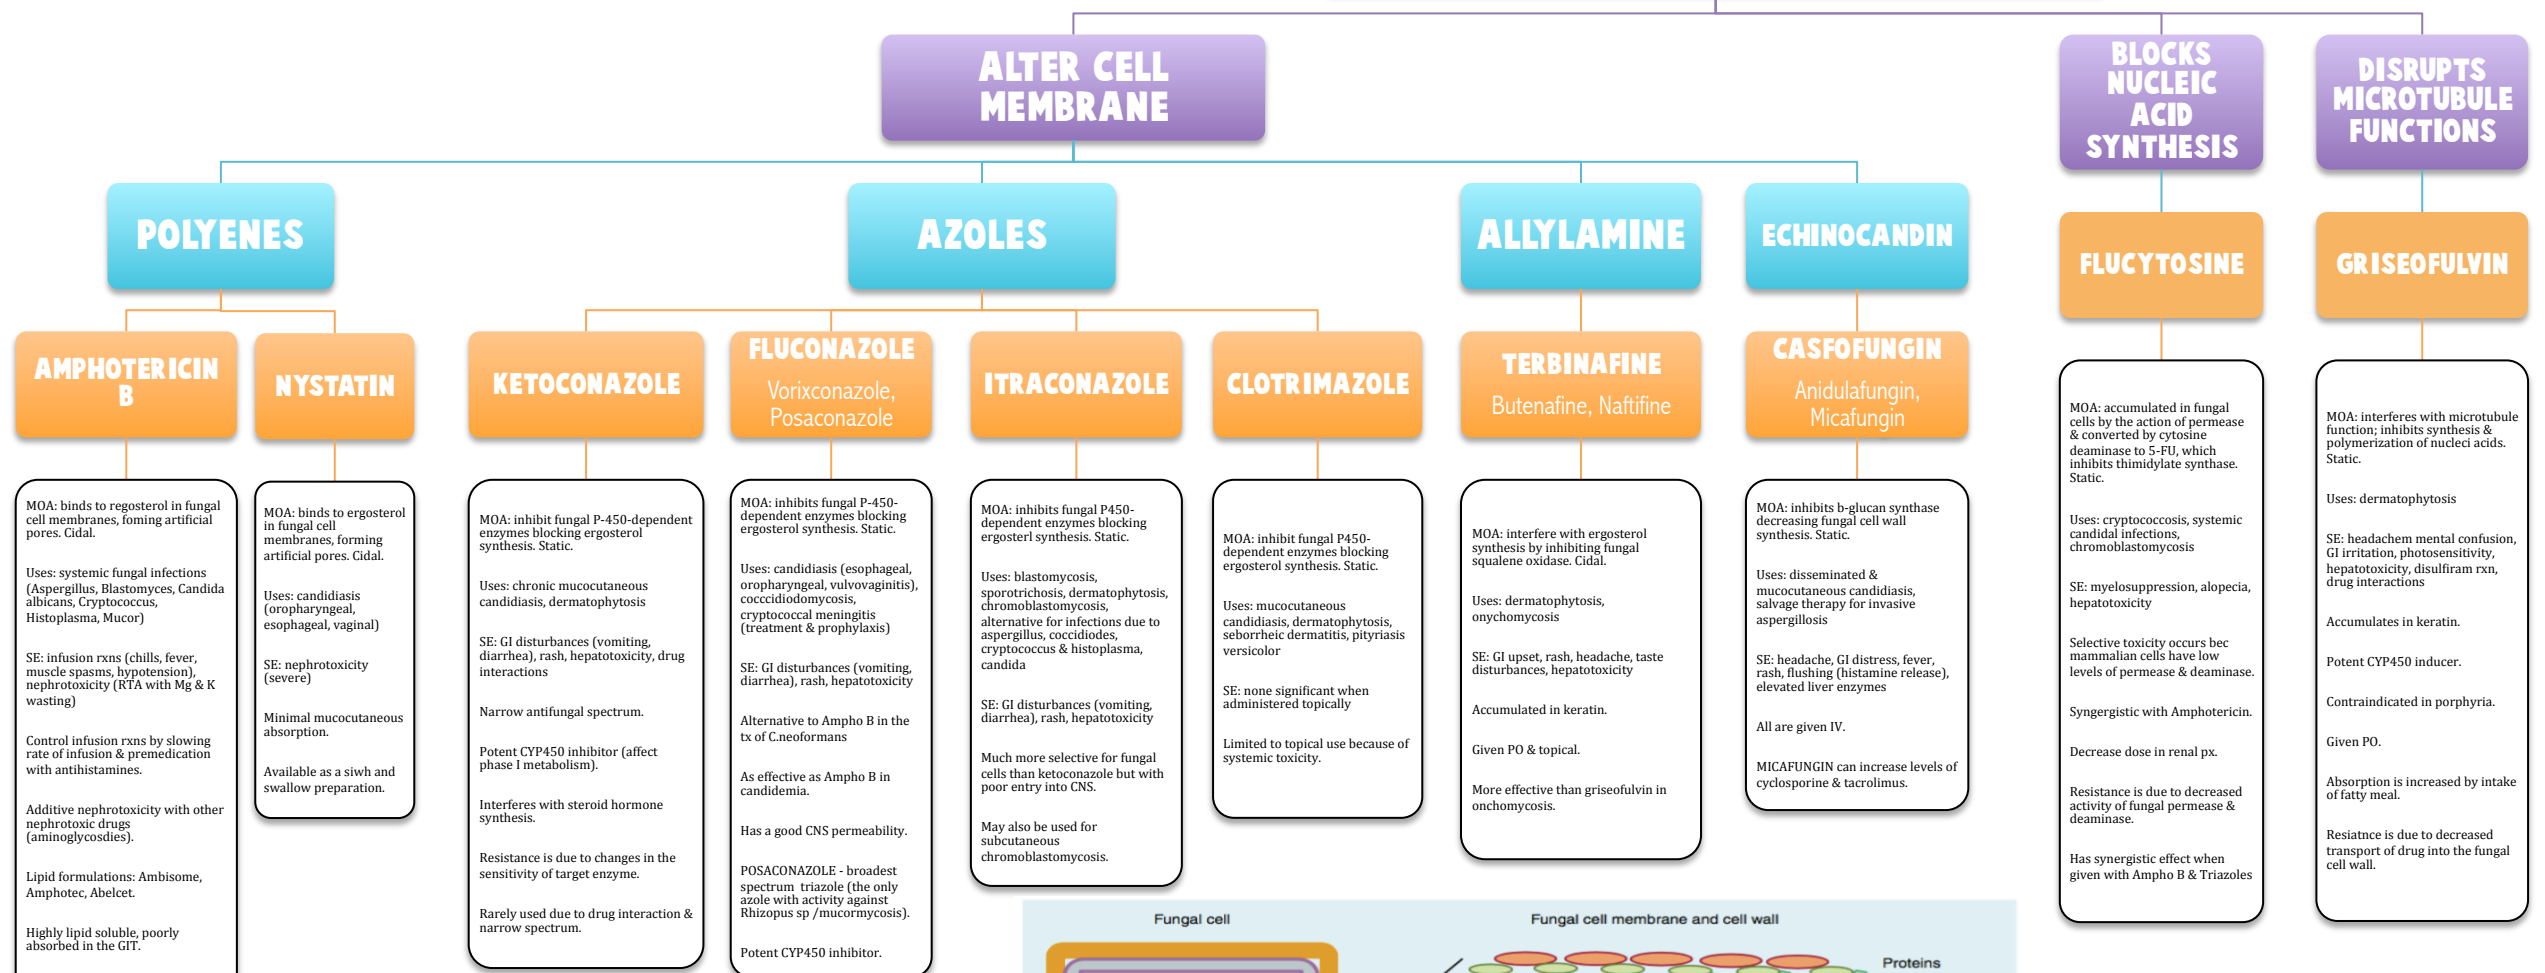 ALTER CELL
MEMBRANE
BLOCKS
NUCLEIC
ACID
SYNTHESIS
DISRUPTS
MICROTUBULE
FUNCTIONS
POLYENES
AZOLES
ALLYLAMINE
ECHINOCANDIN
FLUCYTOSINE
GRISEOFULVIN
AMPHOTERICIN
B
NYSTATIN
KETOCONAZOLE
FLUCONAZOLE
Vorixconazole,
Posaconazole
ITRACONAZOLE
CLOTRIMAZOLE
TERBINAFINE
Butenafine, Naftifine
CASFOFUNGIN
Anidulafungin,
Micafungin
MOA: binds to regosterol in fungal
cell membranes, foming artificial
pores. Cidal.
Uses: systemic fungal infections
(Aspergillus, Blastomyces, Candida
albicans, Cryptococcus,
Histoplasma, Mucor)
SE: infusion rxns (chills, fever,
muscle spasms, hypotension),
nephrotoxicity (RTA with Mg & K
wasting)
Control infusion rxns by slowing
rate of infusion & premedication
with antihistamines.
Additive nephrotoxicity with other
nephrotoxic drugs
(aminoglycosdies).
Lipid formulations: Ambisome,
Amphotec, Abelcet.
Highly lipid soluble, poorly
absorbed in the GIT.
MOA: binds to ergosterol
in fungal cell
membranes, forming
artificial pores. Cidal.
Uses: candidiasis
(oropharyngeal,
esophageal, vaginal)
SE: nephrotoxicity
(severe)
Minimal mucocutaneous
absorption.
Available as a siwh and
swallow preparation.
MOA: inhibit fungal P-450-dependent
enzymes blocking ergosterol
synthesis. Static.
Uses: chronic mucocutaneous
candidiasis, dermatophytosis
SE: GI disturbances (vomiting,
diarrhea), rash, hepatotoxicity, drug
interactions
Narrow antifungal spectrum.
Potent CYP450 inhibitor (affect
phase I metabolism).
Interferes with steroid hormone
synthesis.
Resistance is due to changes in the
sensitivity of target enzyme.
Rarely used due to drug interaction &
narrow spectrum.
MOA: inhibits fungal P-450-
dependent enzymes blocking
ergosterol synthesis. Static.
Uses: candidiasis (esophageal,
oropharyngeal, vulvovaginitis),
cocccidiodomycosis,
cryptococcal meningitis
(treatment & prophylaxis)
SE: GI disturbances (vomiting,
diarrhea), rash, hepatotoxicity
Alternative to Ampho B in the
tx of C.neoformans
As effective as Ampho B in
candidemia.
Has a good CNS permeability.
POSACONAZOLE - broadest
spectrum triazole (the only
azole with activity against
Rhizopus sp /mucormycosis).
Potent CYP450 inhibitor.
MOA: inhibits fungal P450-
dependent enzymes blocking
ergosterl synthesis. Static.
Uses: blastomycosis,
sporotrichosis, dermatophytosis,
chromoblastomycosis,
alternative for infections due to
aspergillus, coccidiodes,
cryptococcus & histoplasma,
candida
SE: GI disturbances (vomiting,
diarrhea), rash, hepatotoxicity
Much more selective for fungal
cells than ketoconazole but with
poor entry into CNS.
May also be used for
subcutaneous
chromoblastomycosis.
MOA: inhibit fungal P450-
dependent enzymes blocking
ergosterol synthesis. Static.
Uses: mucocutaneous
candidiasis, dermatophytosis,
seborrheic dermatitis, pityriasis
versicolor
SE: none significant when
administered topically
Limited to topical use because of
systemic toxicity.
MOA: interfere with ergosterol
synthesis by inhibiting fungal
squalene oxidase. Cidal.
Uses: dermatophytosis,
onychomycosis
SE: GI upset, rash, headache, taste
disturbances, hepatotoxicity
Accumulated in keratin.
Given PO & topical.
More effective than griseofulvin in
onchomycosis.
MOA: inhibits b-glucan synthase
decreasing fungal cell wall
synthesis. Static.
Uses: disseminated &
mucocutaneous candidiasis,
salvage therapy for invasive
aspergillosis
SE: headache, GI distress, fever,
rash, flushing (histamine release),
elevated liver enzymes
All are given IV.
MICAFUNGIN can increase levels of
cyclosporine & tacrolimus.
MOA: accumulated in fungal
cells by the action of permease
& converted by cytosine
deaminase to 5-FU, which
inhibits thimidylate synthase.
Static.
Uses: cryptococcosis, systemic
candidal infections,
chromoblastomycosis
SE: myelosuppression, alopecia,
hepatotoxicity
Selective toxicity occurs bec
mammalian cells have low
levels of permease & deaminase.
Syngergistic with Amphotericin.
Decrease dose in renal px.
Resistance is due to decreased
activity of fungal permease &
deaminase.
Has synergistic effect when
given with Ampho B & Triazoles
MOA: interferes with microtubule
function; inhibits synthesis &
polymerization of nucleci acids.
Static.
Uses: dermatophytosis
SE: headachem mental confusion,
GI irritation, photosensitivity,
hepatotoxicity, disulfiram rxn,
drug interactions
Accumulates in keratin.
Potent CYP450 inducer.
Contraindicated in porphyria.
Given PO.
Absorption is increased by intake
of fatty meal.
Resiatnce is due to decreased
transport of drug into the fungal
cell wall.
Fungal cell
Fungal cell membrane and cell wall
Proteins